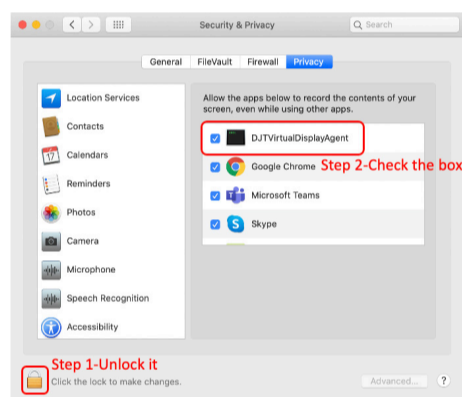 Security & Privacy
Search
General FileVault Firewall Privacy
Location Services
Contacts
17
Calendars
Reminders
Photos
Camera
Microphone
Speech Recognition
Accessibility
Allow the apps below to record the contents of your
screen, even while using other apps.
DJTVirtualDisplayAgent
Google Chrome
Step 2-Check the box
Microsoft Teams
Skype
Step 1-Unlock it
Click the lock to make changes.
Advanced...
?